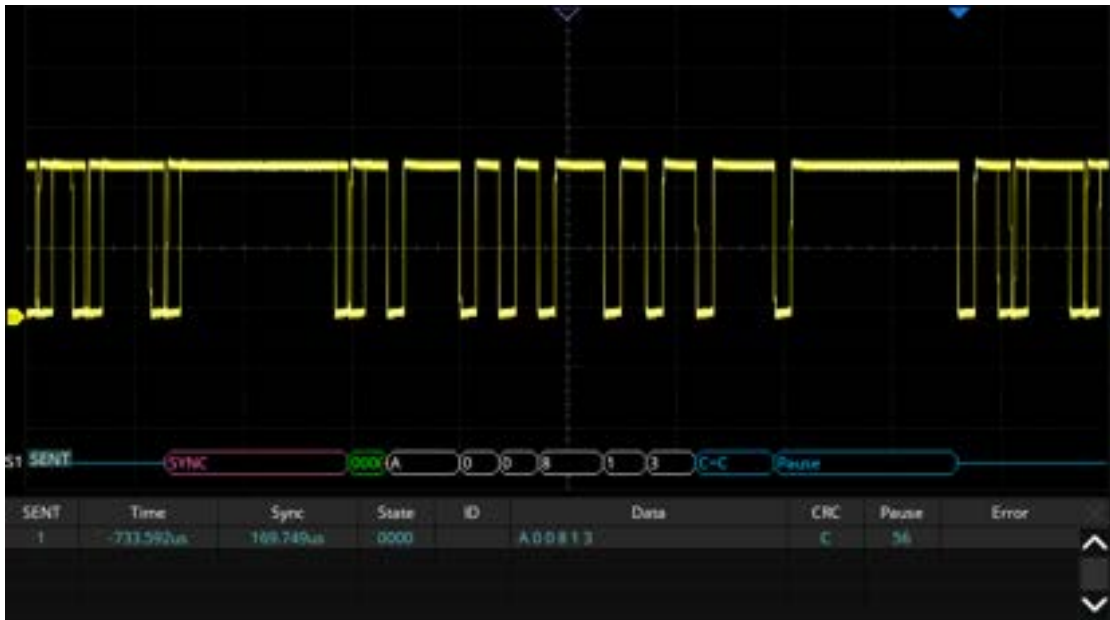 S1 SENT SYNC 000( A 0 0 8 1 3 C=C Pause
SENT Time Sync State ID Data CRC Pause Error
1 -733.592us 169.749us 0000 A 0 0 8 1 3 C 56